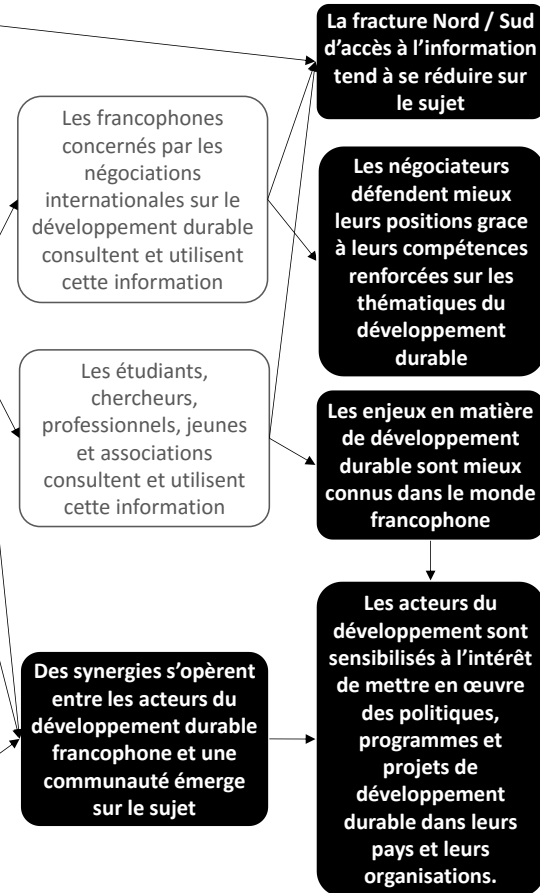 La fracture Nord / Sud
d'accès à l'information
tend à se réduire sur
le sujet
Les francophones
concernés par les
négociations
internationales sur le
développement durable
consultent et utilisent
cette information
Les négociateurs
défendent mieux
leurs positions grace
à leurs compétences
renforcées sur les
thématiques du
développement
durable
Les étudiants,
chercheurs,
professionnels, jeunes
et associations
consultent et utilisent
cette information
Les enjeux en matière
de développement
durable sont mieux
connus dans le monde
francophone
Des synergies s'opèrent
entre les acteurs du
développement durable
francophone et une
communauté émerge
sur le sujet
Les acteurs du
développement sont
sensibilisés à l'intérêt
de mettre en œuvre
des politiques,
programmes et
projets de
développement
durable dans leurs
pays et leurs
organisations.